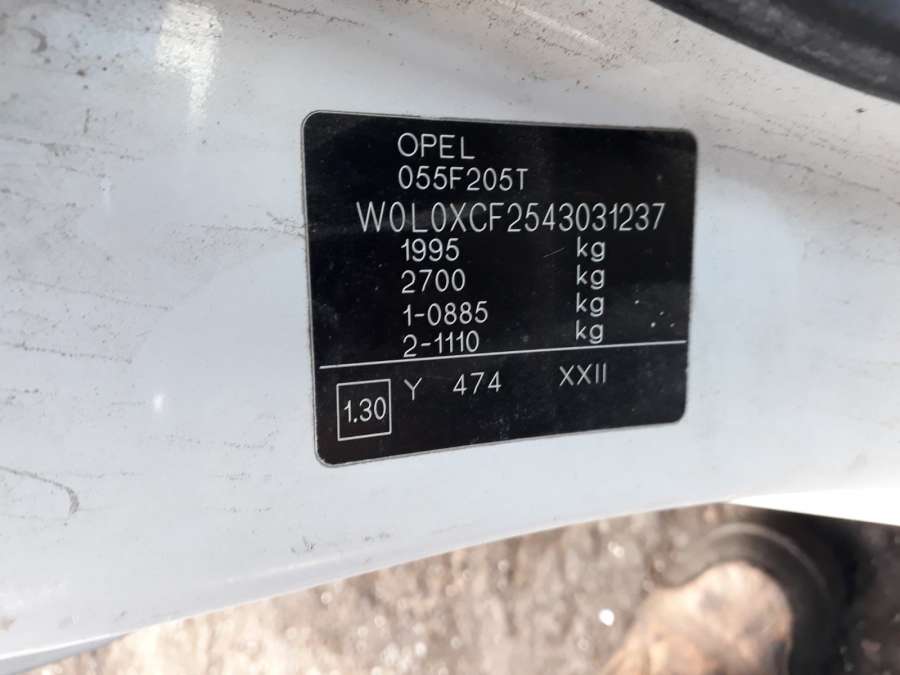 OPEL
055F205T
W0L0XCF2543031237
1995 kg
2700 kg
1-0885 kg
2-1110 kg
1.30 Y 474 XXII